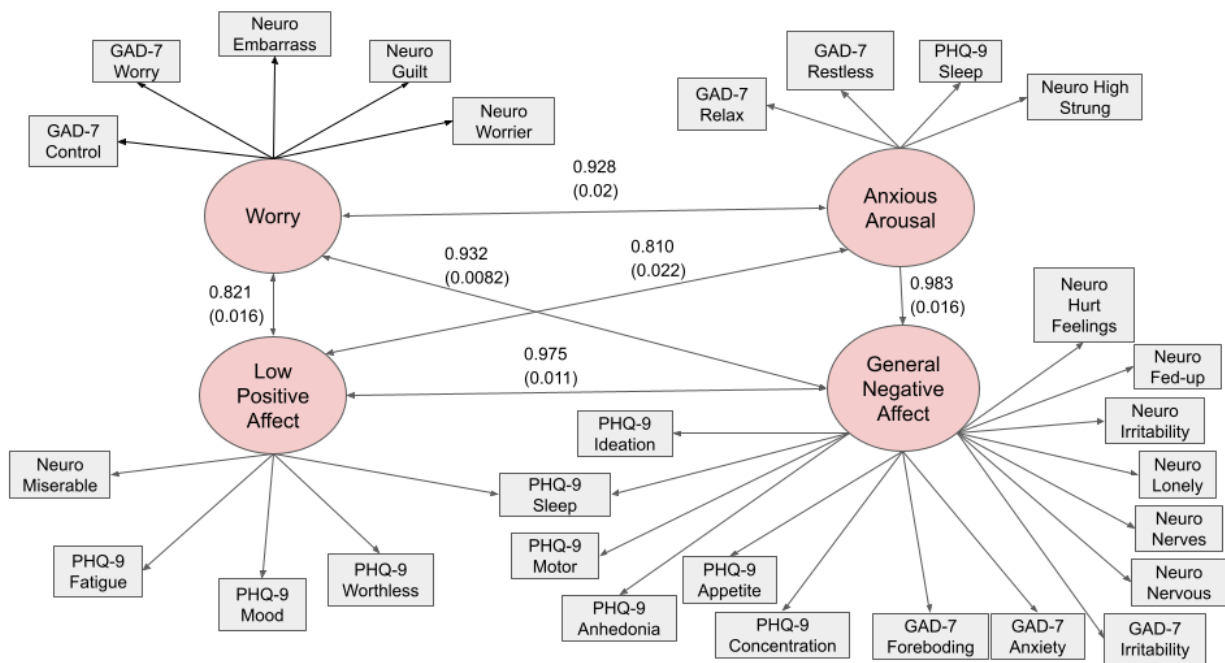 Neuro
Embarrass
GAD-7
Worry
Neuro
Guilt
GAD-7
Control
Neuro
Worrier
GAD-7
Restless
PHQ-9
Sleep
GAD-7
Relax
Neuro High
Strung
Worry
0.928
(0.02)
Anxious
Arousal
0.932
(0.0082)
0.810
(0.022)
0.821
(0.016)
0.983
(0.016)
0.975
(0.011)
Low
Positive
Affect
General
Negative
Affect
Neuro
Hurt
Feelings
Neuro
Fed-up
Neuro
Irritability
Neuro
Lonely
Neuro
Nerves
Neuro
Nervous
GAD-7
Irritability
PHQ-9
Ideation
PHQ-9
Sleep
PHQ-9
Motor
PHQ-9
Anhedonia
PHQ-9
Appetite
PHQ-9
Concentration
GAD-7
Foreboding
GAD-7
Anxiety
Neuro
Miserable
PHQ-9
Fatigue
PHQ-9
Mood
PHQ-9
Worthless